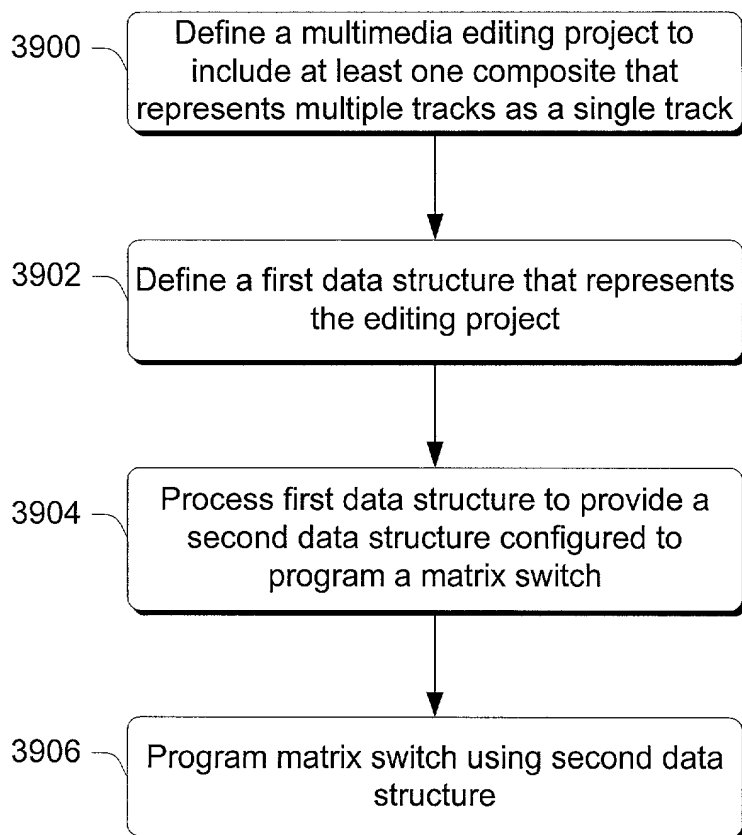 3900
Define a multimedia editing project to
include at least one composite that
represents multiple tracks as a single track
3902
Define a first data structure that represents
the editing project
3904
Process first data structure to provide a
second data structure configured to
program a matrix switch
3906
Program matrix switch using second data
structure